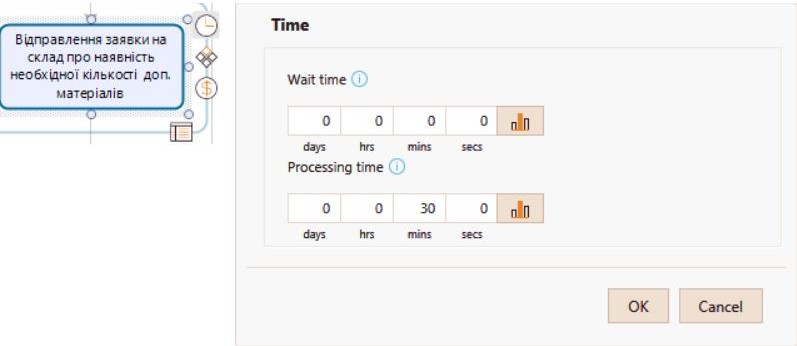 Відправлення заявки на
склад про наявність
необхідної кількості доп.
матеріалів
Time
Wait time
0 0 0 0
days hrs mins secs
Processing time
0 0 30 0
days hrs mins secs
OK Cancel